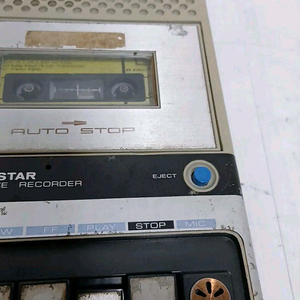 AUTO STOP
STAR
E RECORDER
EJECT
W FF PLAY STOP MIC